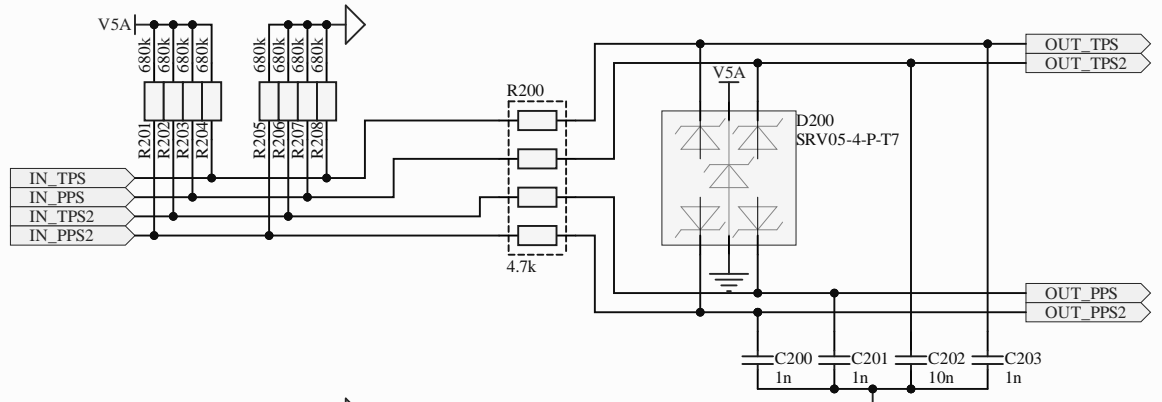 V5A
680k
680k
680k
680k
680k
680k
680k
680k
R201
R202
R203
R204
R205
R206
R207
R208
IN_TPS
IN_PPS
IN_TPS2
IN_PPS2
R200
4.7k
V5A
D200
SRV05-4-P-T7
OUT_TPS
OUT_TPS2
OUT_PPS
OUT_PPS2
C200
1n
C201
1n
C202
10n
C203
1n